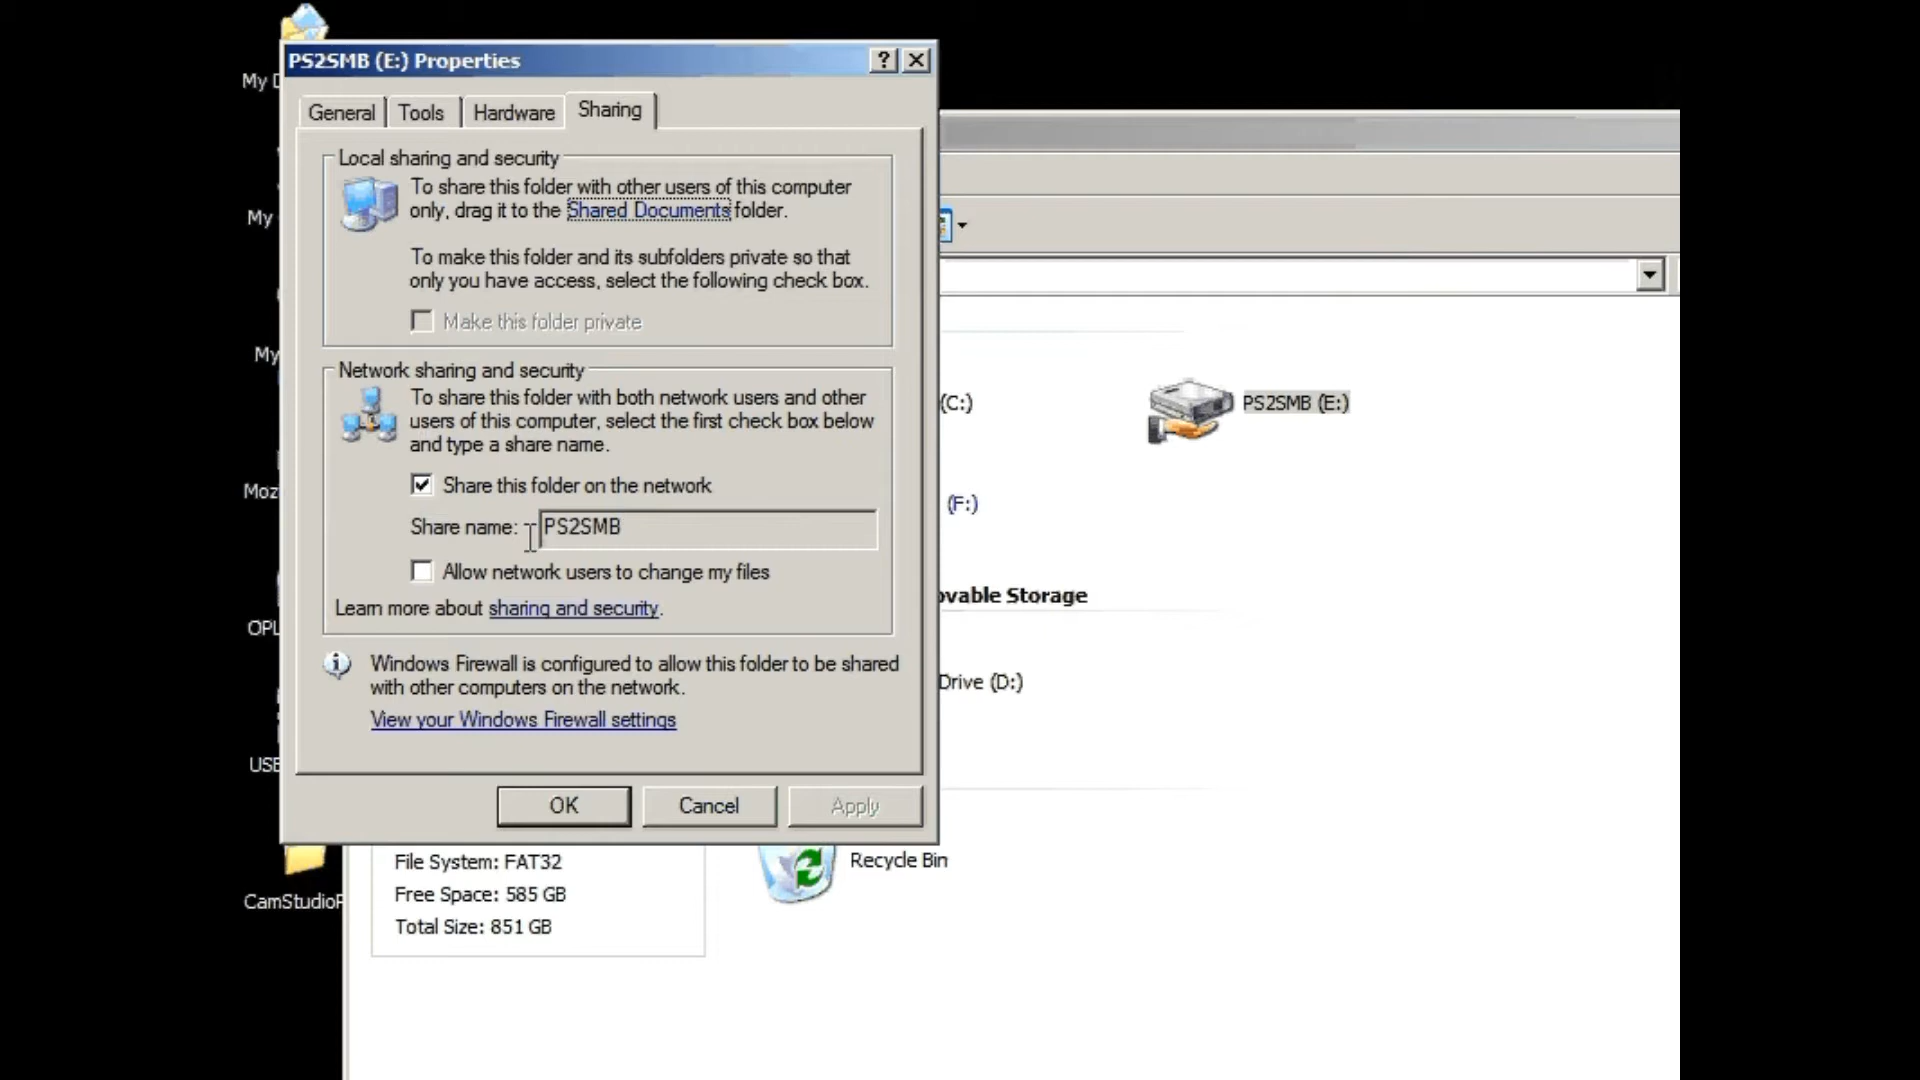 PS2SMB (E:) Properties
General
Tools
Hardware
Sharing
Local sharing and security
To share this folder with other users of this computer
only, drag it to the Shared Documents folder.
To make this folder and its subfolders private so that
only you have access, select the following check box.
Make this folder private
Network sharing and security
To share this folder with both network users and other
users of this computer, select the first check box below
and type a share name.
Share this folder on the network
Share name: PS2SMB
Allow network users to change my files
Learn more about sharing and security.
Windows Firewall is configured to allow this folder to be shared
with other computers on the network.
View your Windows Firewall settings
OK
Cancel
Apply
My D
My
My
Moz
OPL
USB
CamStudioF
(C:)
PS2SMB (E:)
(F:)
ovable Storage
Drive (D:)
Recycle Bin
File System: FAT32
Free Space: 585 GB
Total Size: 851 GB